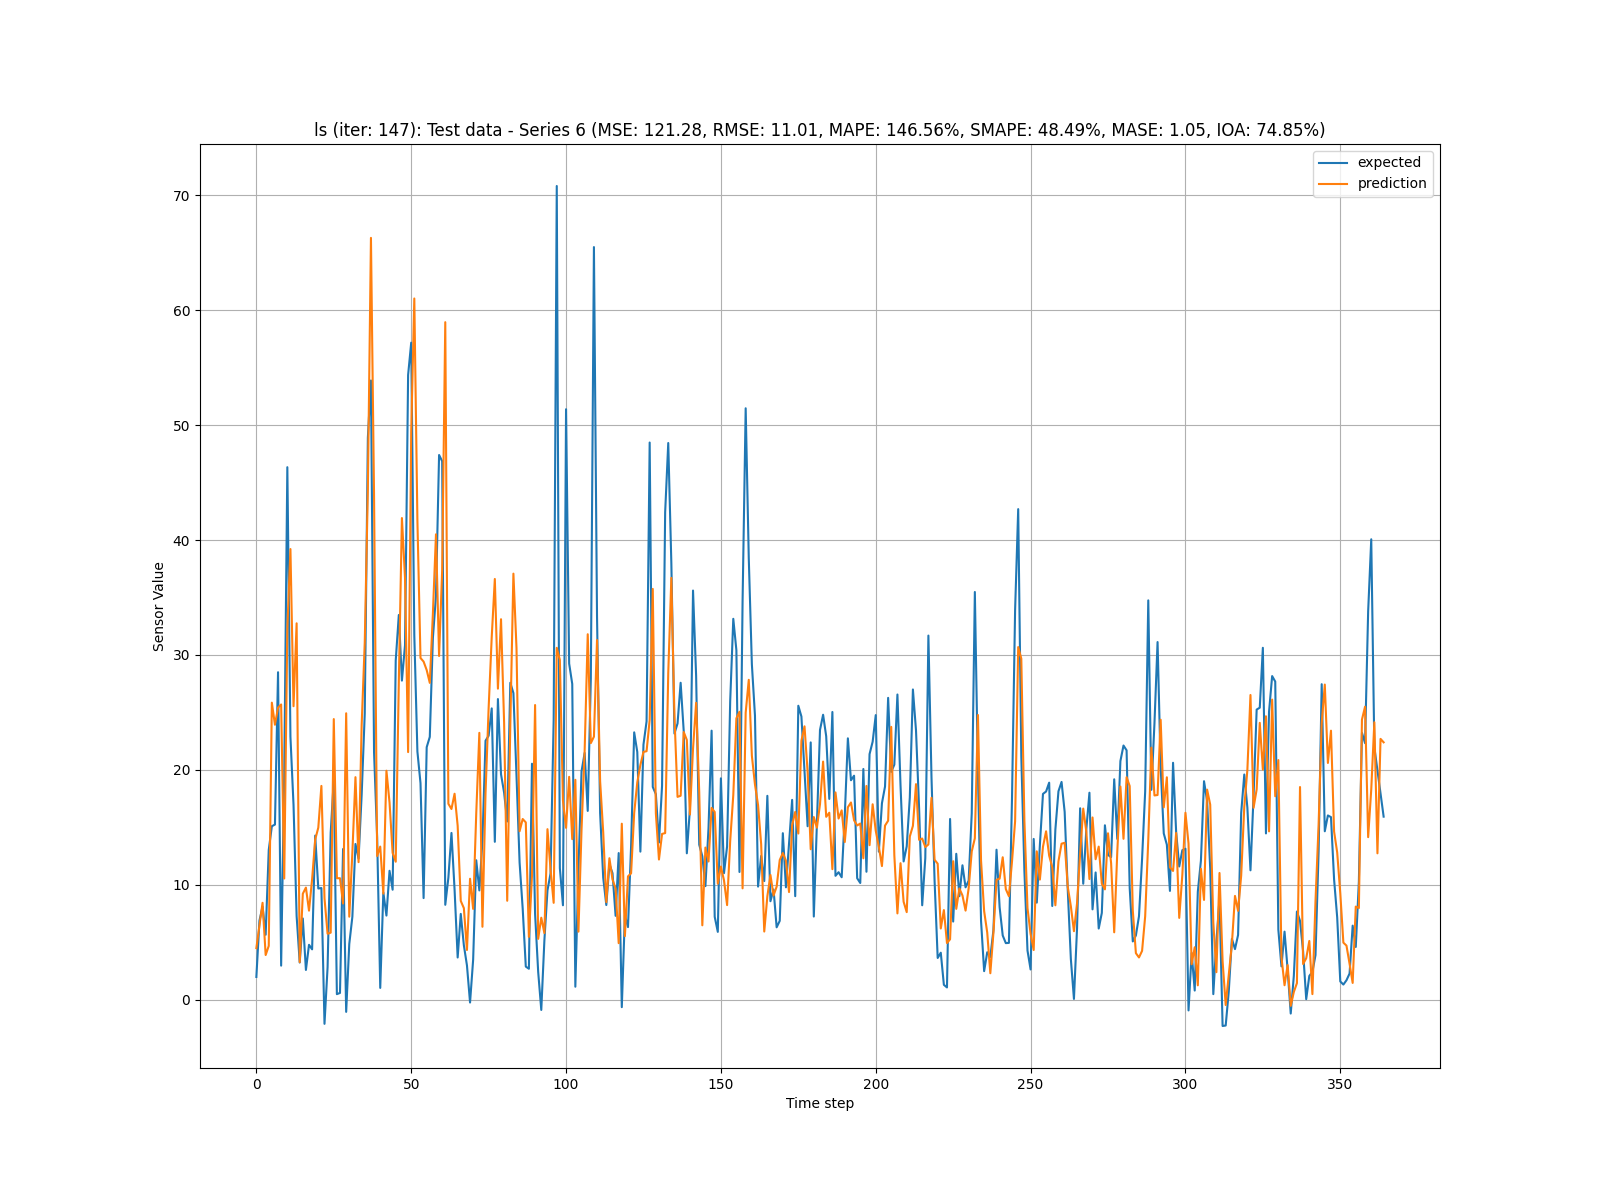 ls (iter: 147): Test data - Series 6 (MSE: 121.28, RMSE: 11.01, MAPE: 146.56%, SMAPE: 48.49%, MASE: 1.05, IOA: 74.85%)
expected
prediction
70
60
50
40
30
20
10
0
Sensor Value
0 50 100 150 200 250 300 350
Time step